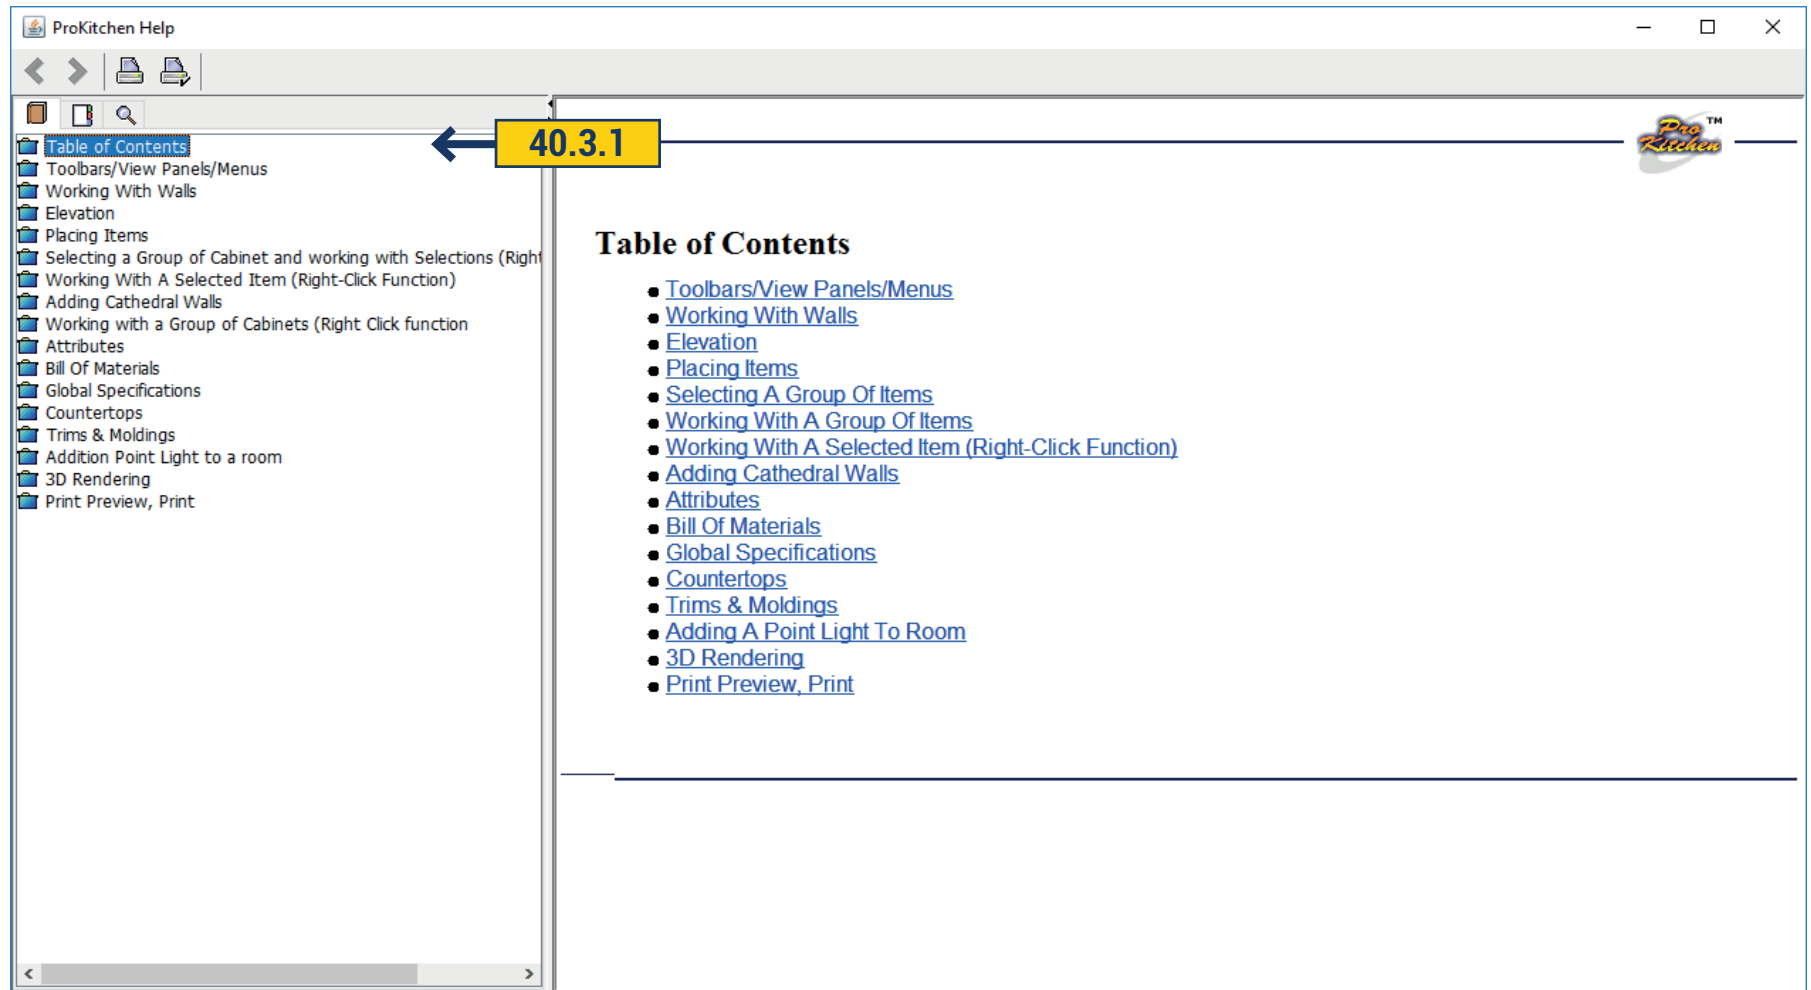 ProKitchen Help
Table of Contents
Toolbars/View Panels/Menus
Working With Walls
Elevation
Placing Items
Selecting a Group of Cabinet and working with Selections (Right
Working With A Selected Item (Right-Click Function)
Adding Cathedral Walls
Working with a Group of Cabinets (Right Click function
Attributes
Bill Of Materials
Global Specifications
Countertops
Trims & Moldings
Addition Point Light to a room
3D Rendering
Print Preview, Print
40.3.1
Pro TM
Kitchen
Table of Contents
Toolbars/View Panels/Menus
Working With Walls
Elevation
Placing Items
Selecting A Group Of Items
Working With A Group Of Items
Working With A Selected Item (Right-Click Function)
Adding Cathedral Walls
Attributes
Bill Of Materials
Global Specifications
Countertops
Trims & Moldings
Adding A Point Light To Room
3D Rendering
Print Preview, Print